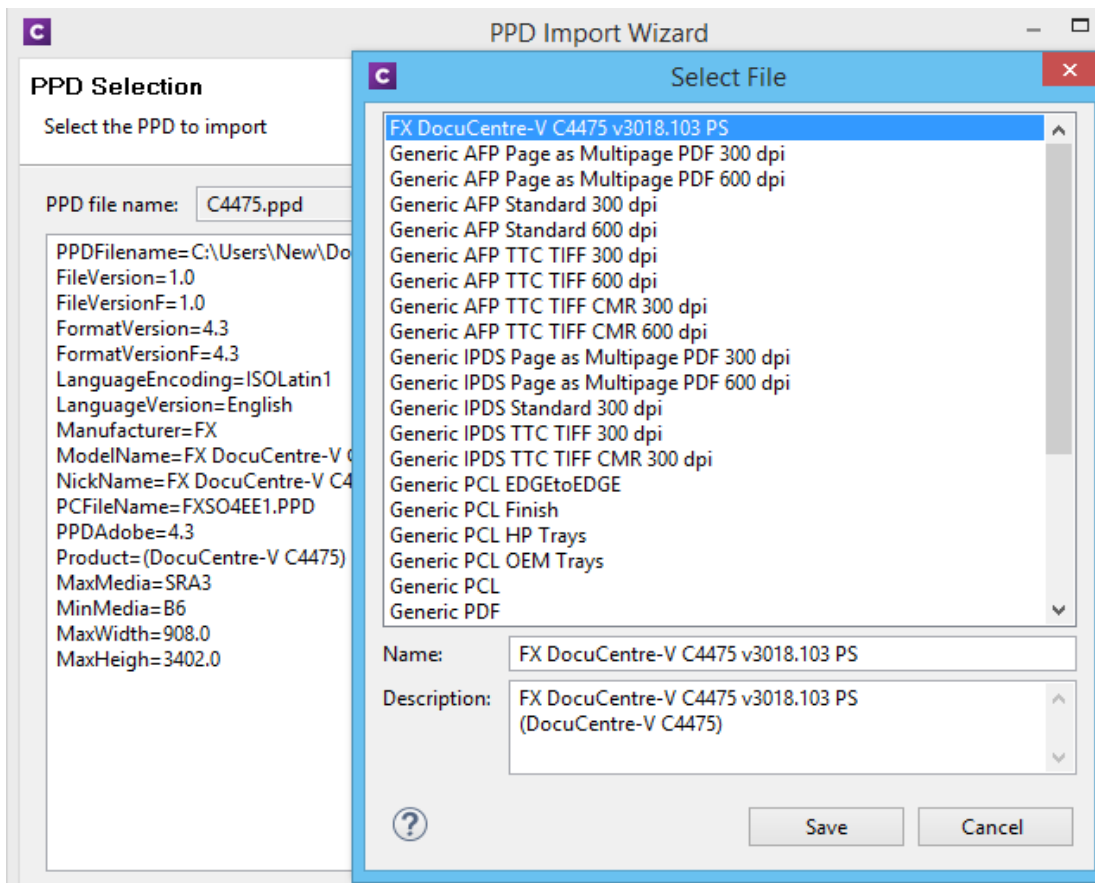 C
PPD Import Wizard
PPD Selection
Select the PPD to import
PPD file name:
C4475.ppd
PPDFilename=C:\Users\New\Do
FileVersion=1.0
FileVersionF=1.0
FormatVersion=4.3
FormatVersionF=4.3
LanguageEncoding=ISOLatin1
LanguageVersion=English
Manufacturer=FX
ModelName=FX DocuCentre-V
NickName=FX DocuCentre-V C4
PCFileName=FXSO4EE1.PPD
PPDAdobe=4.3
Product=(DocuCentre-V C4475)
MaxMedia=SRA3
MinMedia=B6
MaxWidth=908.0
MaxHeigh=3402.0
C
Select File
FX DocuCentre-V C4475 v3018.103 PS
Generic AFP Page as Multipage PDF 300 dpi
Generic AFP Page as Multipage PDF 600 dpi
Generic AFP Standard 300 dpi
Generic AFP Standard 600 dpi
Generic AFP TTC TIFF 300 dpi
Generic AFP TTC TIFF 600 dpi
Generic AFP TTC TIFF CMR 300 dpi
Generic AFP TTC TIFF CMR 600 dpi
Generic IPDS Page as Multipage PDF 300 dpi
Generic IPDS Page as Multipage PDF 600 dpi
Generic IPDS Standard 300 dpi
Generic IPDS TTC TIFF 300 dpi
Generic IPDS TTC TIFF CMR 300 dpi
Generic PCL EDGEtoEDGE
Generic PCL Finish
Generic PCL HP Trays
Generic PCL OEM Trays
Generic PCL
Generic PDF
Name:
FX DocuCentre-V C4475 v3018.103 PS
Description:
FX DocuCentre-V C4475 v3018.103 PS
(DocuCentre-V C4475)
?
Save
Cancel